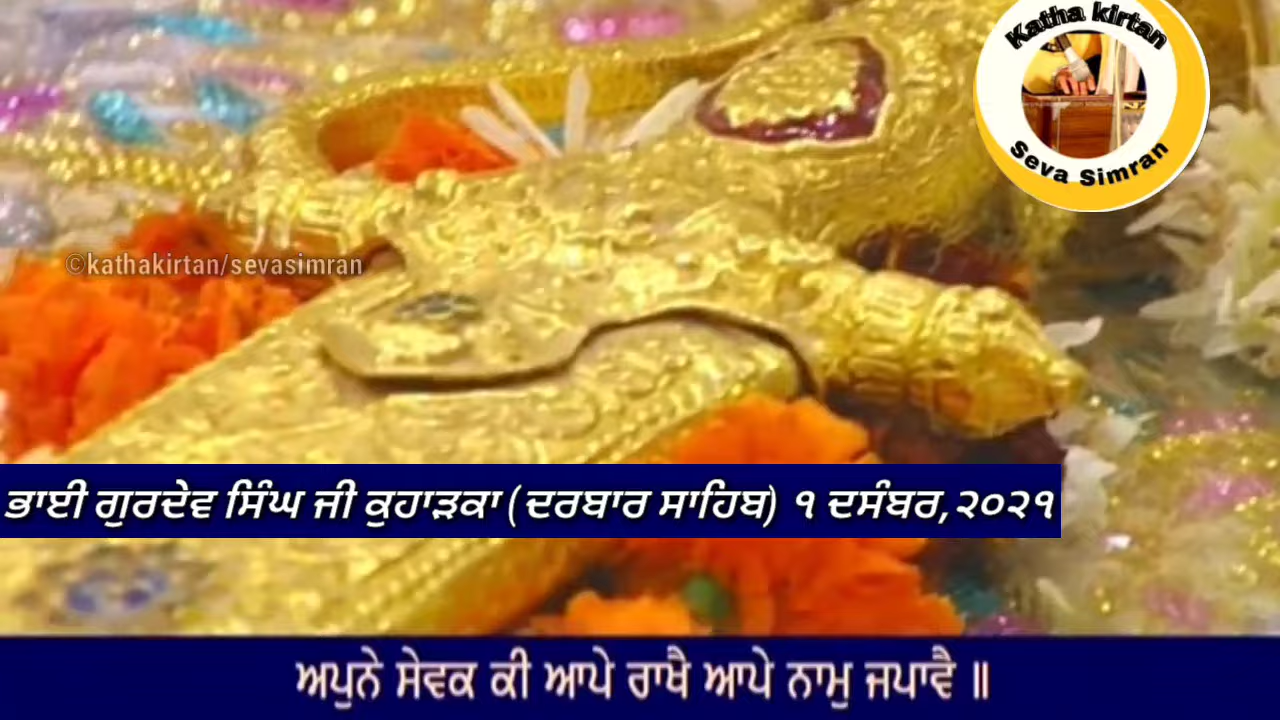 Katha kirtan
Seva Simran
©kathakirtan/sevasimran
ਭਾਈ ਗੁਰਦੇਵ ਸਿੰਘ ਜੀ ਕੁਹਾੜਕਾ (ਦਰਬਾਰ ਸਾਹਿਬ) ੧ ਦਸੰਬਰ,੨੦੨੧
ਅਪੁਨੇ ਸੇਵਕ ਕੀ ਆਪੇ ਰਾਖੈ ਆਪੇ ਨਾਮੁ ਜਪਾਵੈ ॥